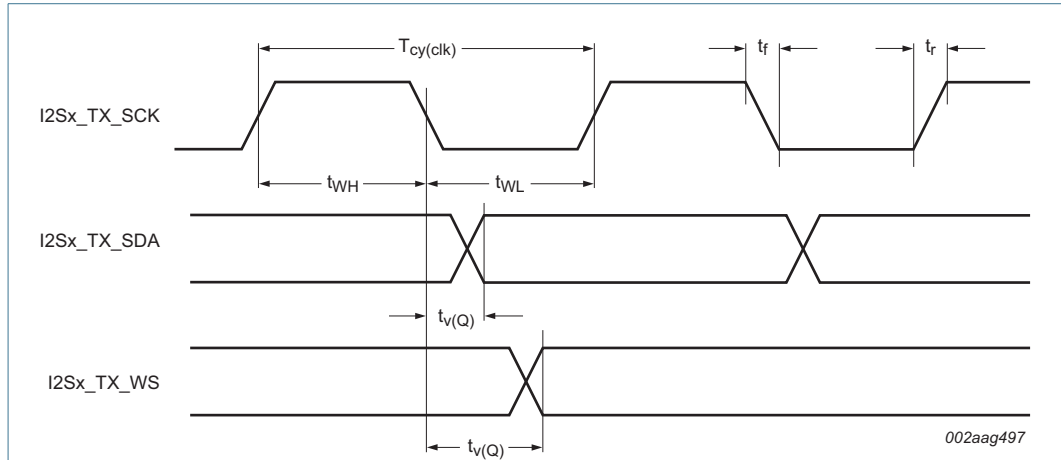 T_cy(clk)
t_f
t_r
I2Sx_TX_SCK
t_WH
t_WL
I2Sx_TX_SDA
t_v(Q)
I2Sx_TX_WS
t_v(Q)
002aag497